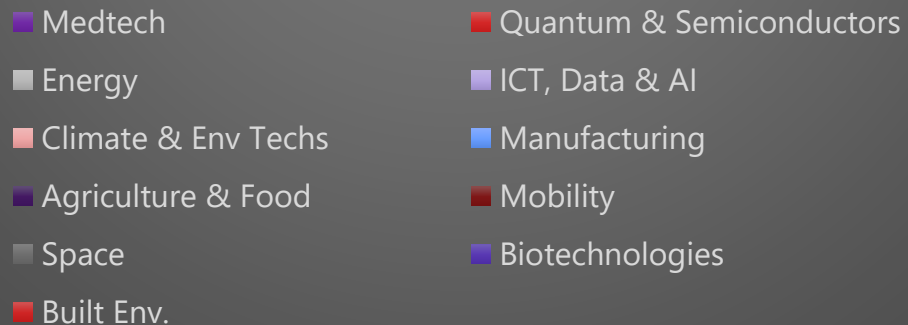 Medtech
Quantum & Semiconductors
Energy
ICT, Data & AI
Climate & Env Techs
Manufacturing
Agriculture & Food
Mobility
Space
Biotechnologies
Built Env.